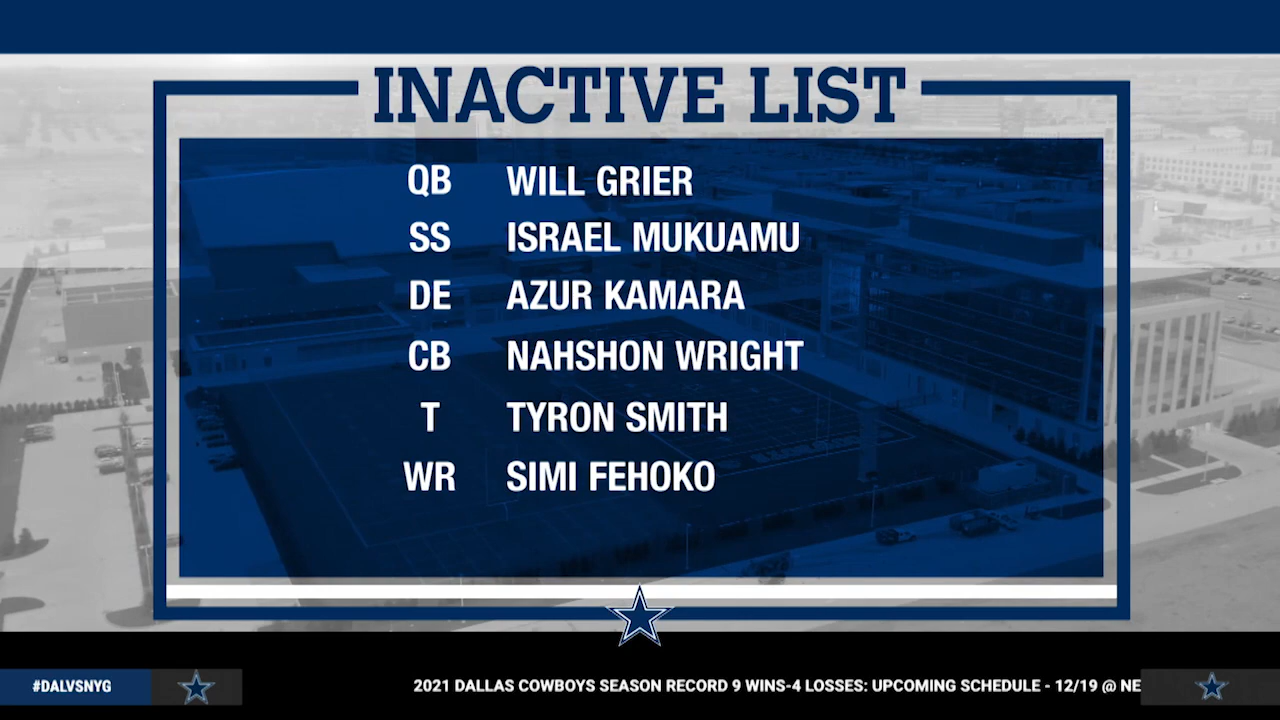 INACTIVE LIST
QB WILL GRIER
SS ISRAEL MUKUAMU
DE AZUR KAMARA
CB NAHSHON WRIGHT
T TYRON SMITH
WR SIMI FEHOKO
#DALVSNYG 2021 DALLAS COWBOYS SEASON RECORD 9 WINS-4 LOSSES: UPCOMING SCHEDULE - 12/19 @ NE